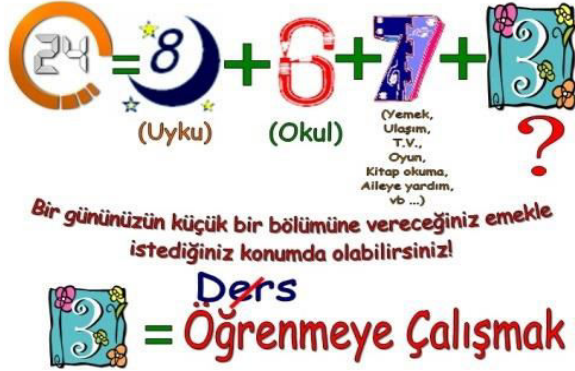 24 = 8 + 6 + 7 + 3
(Uyku) (Okul) (Yemek,
Ulaşım,
T.V.,
Oyun,
Kitap okuma,
Aileye yardım,
vb ...)
?
Bir gününüzün küçük bir bölümüne vereceğiniz emekle
istediğiniz konumda olabilirsiniz!
Ders
3 = Öğrenmeye Çalışmak